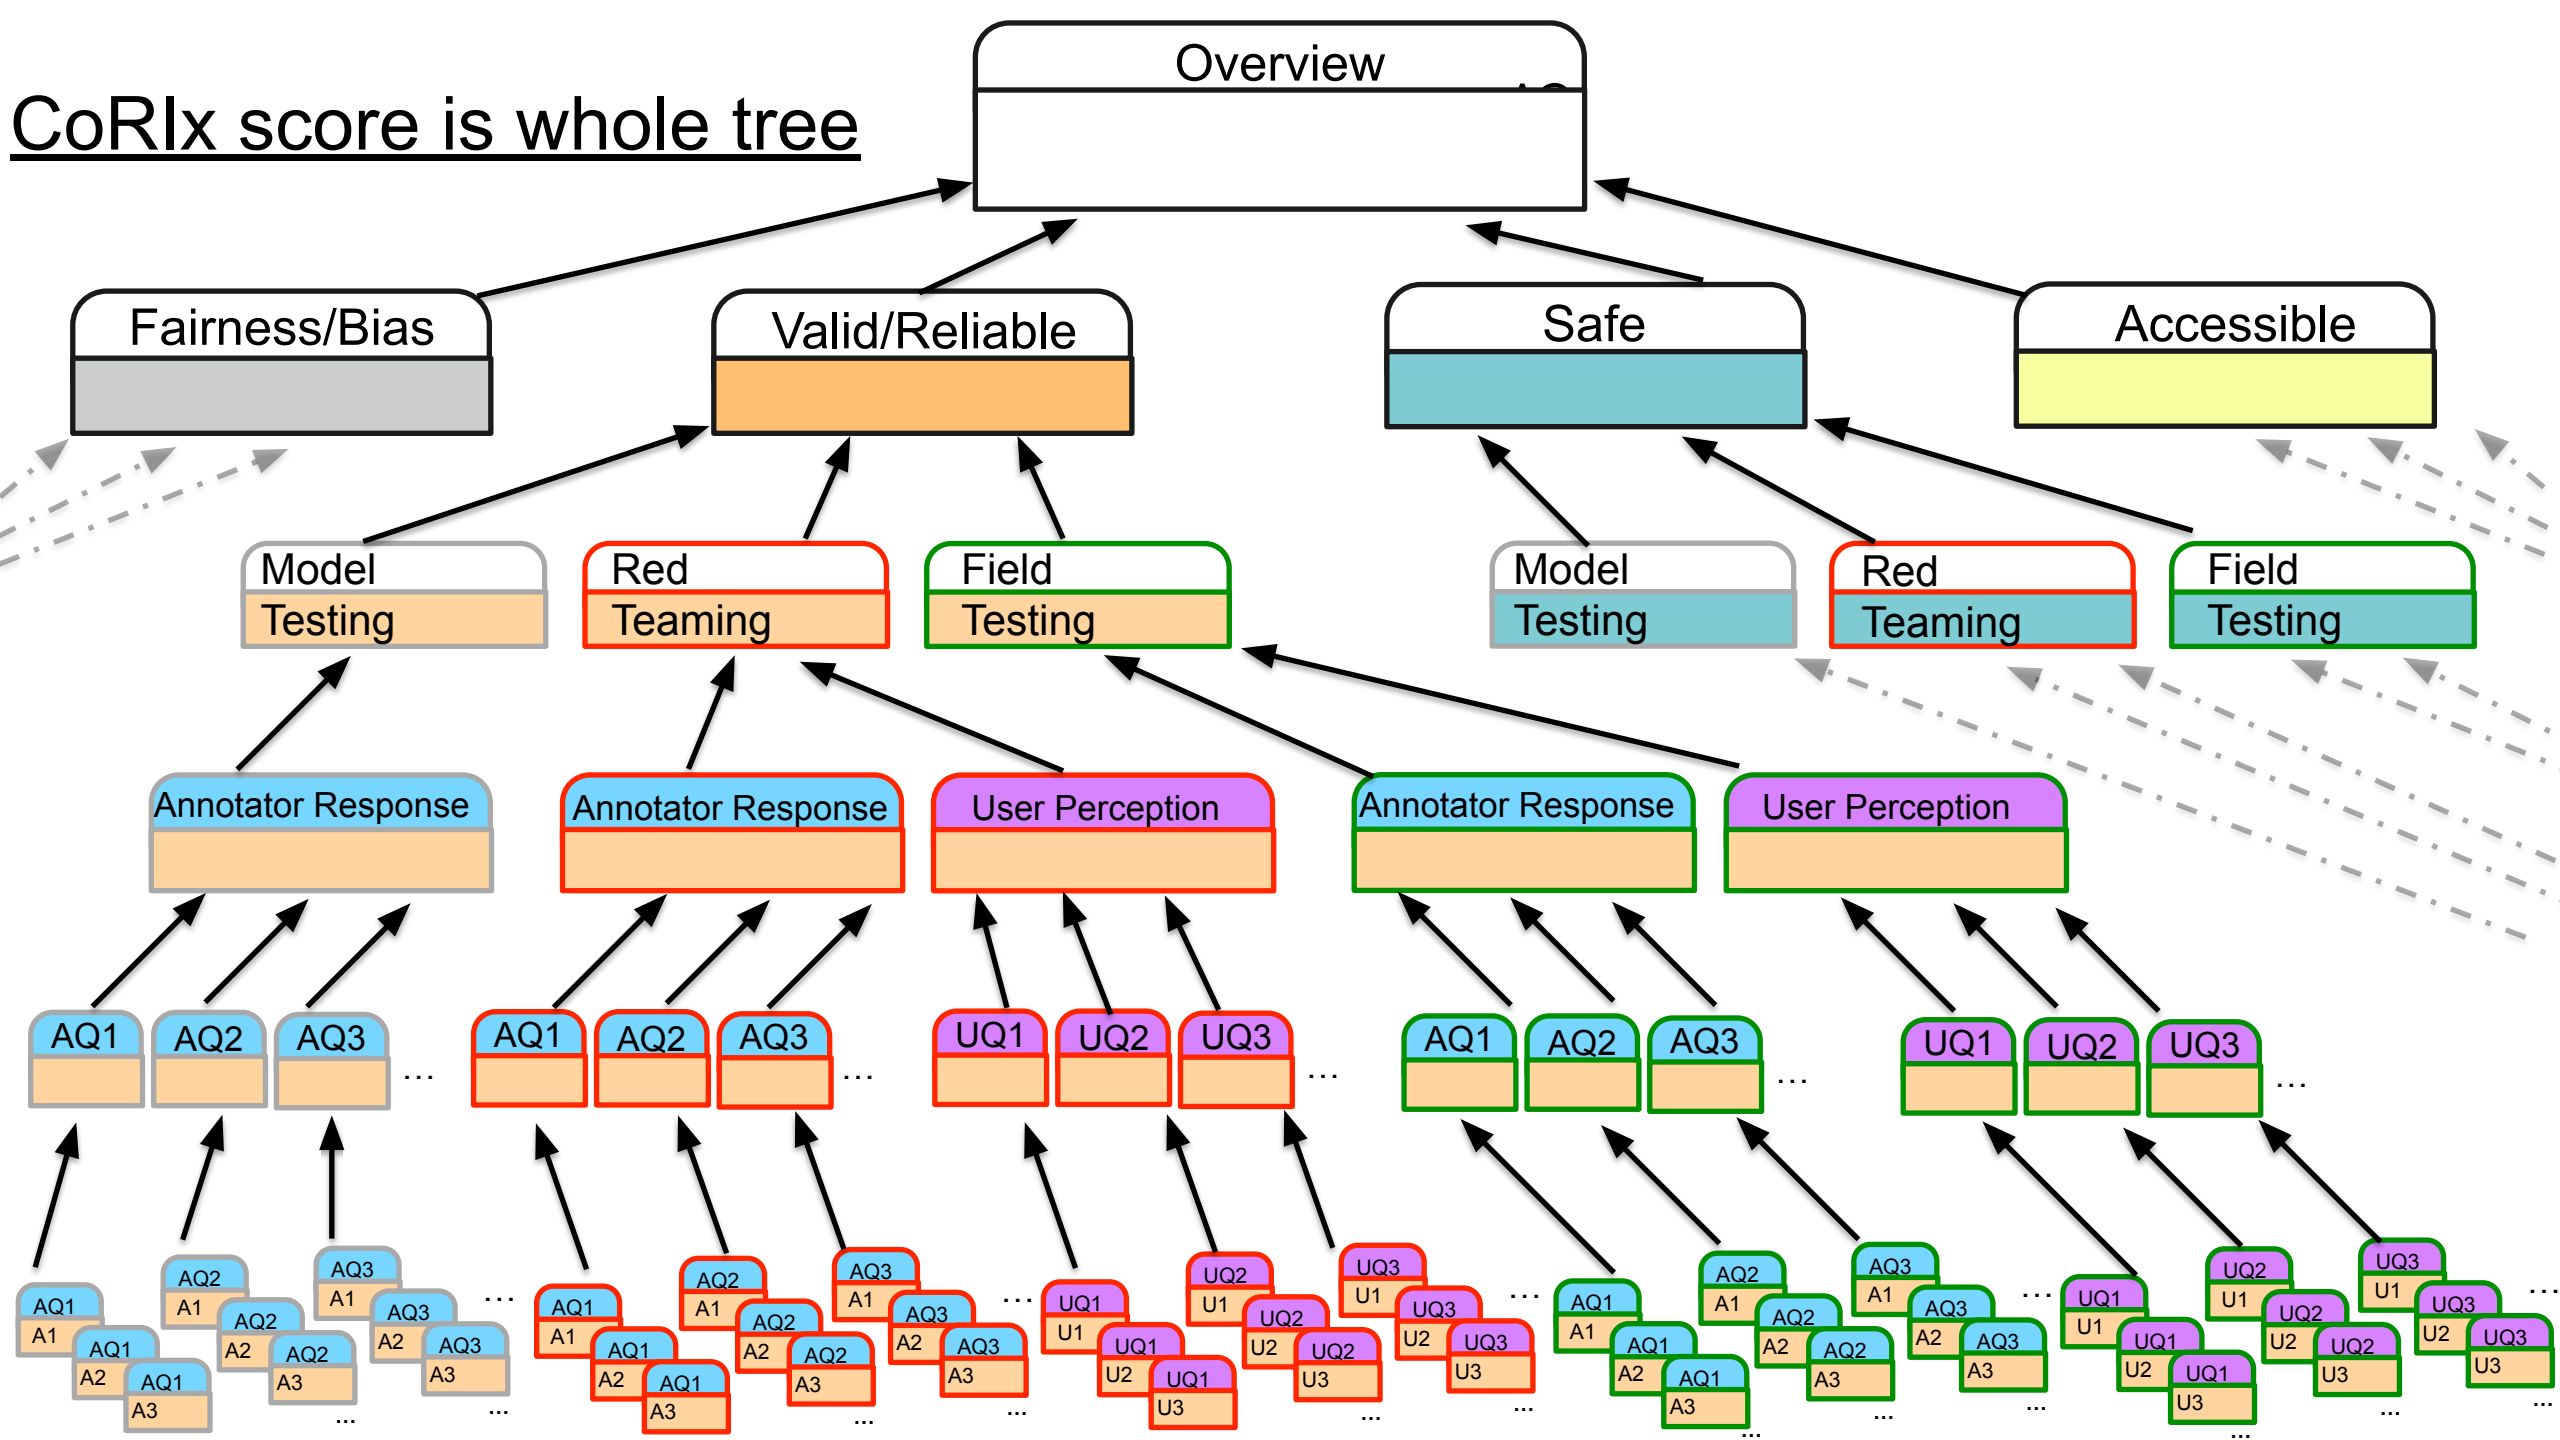 Overview
CoRIx score is whole tree
Fairness/Bias
Valid/Reliable
Safe
Accessible
Model
Testing
Red
Teaming
Field
Testing
Model
Testing
Red
Teaming
Field
Testing
Annotator Response
Annotator Response
User Perception
Annotator Response
User Perception
AQ1
AQ2
AQ3
...
AQ1
AQ2
AQ3
...
UQ1
UQ2
UQ3
...
AQ1
AQ2
AQ3
...
UQ1
UQ2
UQ3
...
AQ1
A1
AQ1
A2
AQ1
A3
AQ2
A1
AQ2
A2
AQ2
A3
...
AQ3
A1
AQ3
A2
AQ3
A3
...
...
AQ1
A1
AQ1
A2
AQ1
A3
AQ2
A1
AQ2
A2
AQ2
A3
...
AQ3
A1
AQ3
A2
AQ3
A3
...
...
UQ1
U1
UQ1
U2
UQ1
U3
UQ2
U1
UQ2
U2
UQ2
U3
...
UQ3
U1
UQ3
U2
UQ3
U3
...
...
AQ1
A1
AQ1
A2
AQ1
A3
...
AQ2
A1
AQ2
A2
AQ2
A3
...
AQ3
A1
AQ3
A2
AQ3
A3
...
...
UQ1
U1
UQ1
U2
UQ1
U3
...
UQ2
U1
UQ2
U2
UQ2
U3
...
UQ3
U1
UQ3
U2
UQ3
U3
...
...